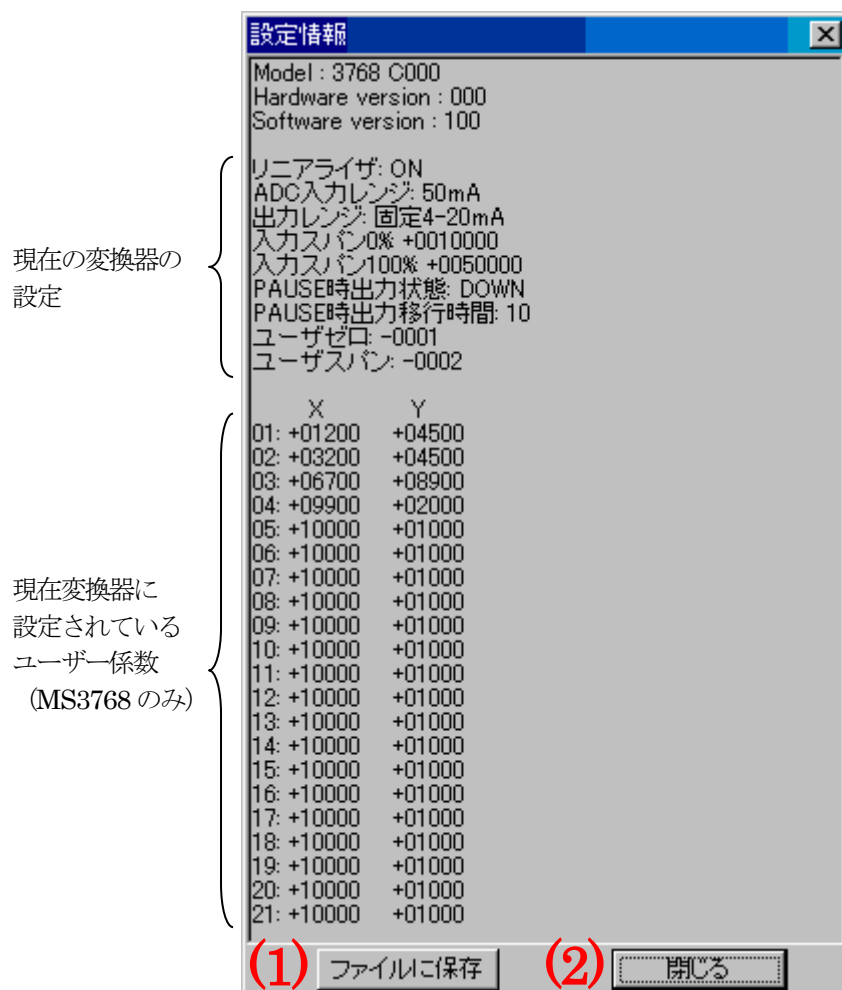 設定情報
Model : 3768 C000
Hardware version : 000
Software version : 100
現在の変換器の
設定
リニアライザ: ON
ADC入力レンジ: 50mA
出力レンジ: 固定4-20mA
入力スパン0% +0010000
入力スパン100% +0050000
PAUSE時出力状態: DOWN
PAUSE時出力移行時間: 10
ユーザゼロ: -0001
ユーザスパン: -0002
現在変換器に
設定されている
ユーザー係数
(MS3768 のみ)
X Y
01: +01200 +04500
02: +03200 +04500
03: +06700 +08900
04: +09900 +02000
05: +10000 +01000
06: +10000 +01000
07: +10000 +01000
08: +10000 +01000
09: +10000 +01000
10: +10000 +01000
11: +10000 +01000
12: +10000 +01000
13: +10000 +01000
14: +10000 +01000
15: +10000 +01000
16: +10000 +01000
17: +10000 +01000
18: +10000 +01000
19: +10000 +01000
20: +10000 +01000
21: +10000 +01000
(1) ファイルに保存 (2) 閉じる